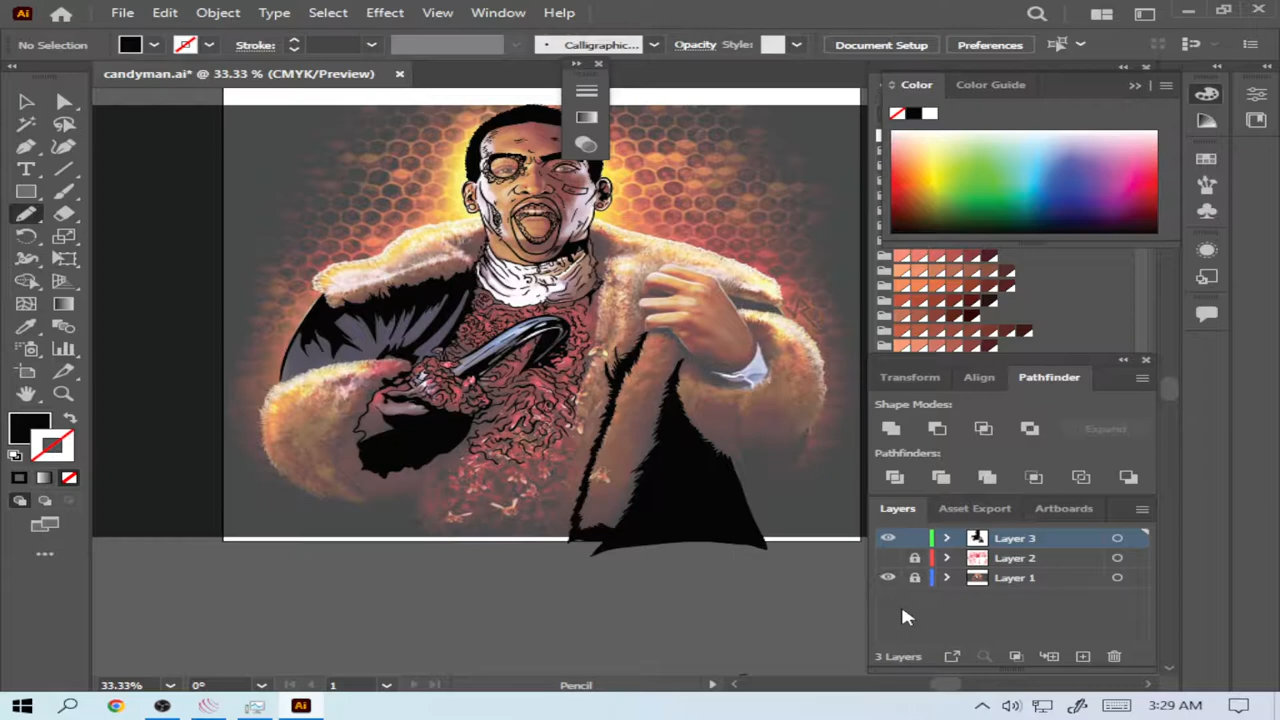 Ai File Edit Object Type Select Effect View Window Help
No Selection Stroke: Calligraphic... Opacity Style: Document Setup Preferences
candyman.ai* @ 33.33 % (CMYK/Preview)
Color Color Guide
Transform Align Pathfinder
Shape Modes:
Expand
Pathfinders:
Layers Asset Export Artboards
Layer 3
Layer 2
Layer 1
3 Layers
33.33% 0° 1 Pencil
Ai 3:29 AM